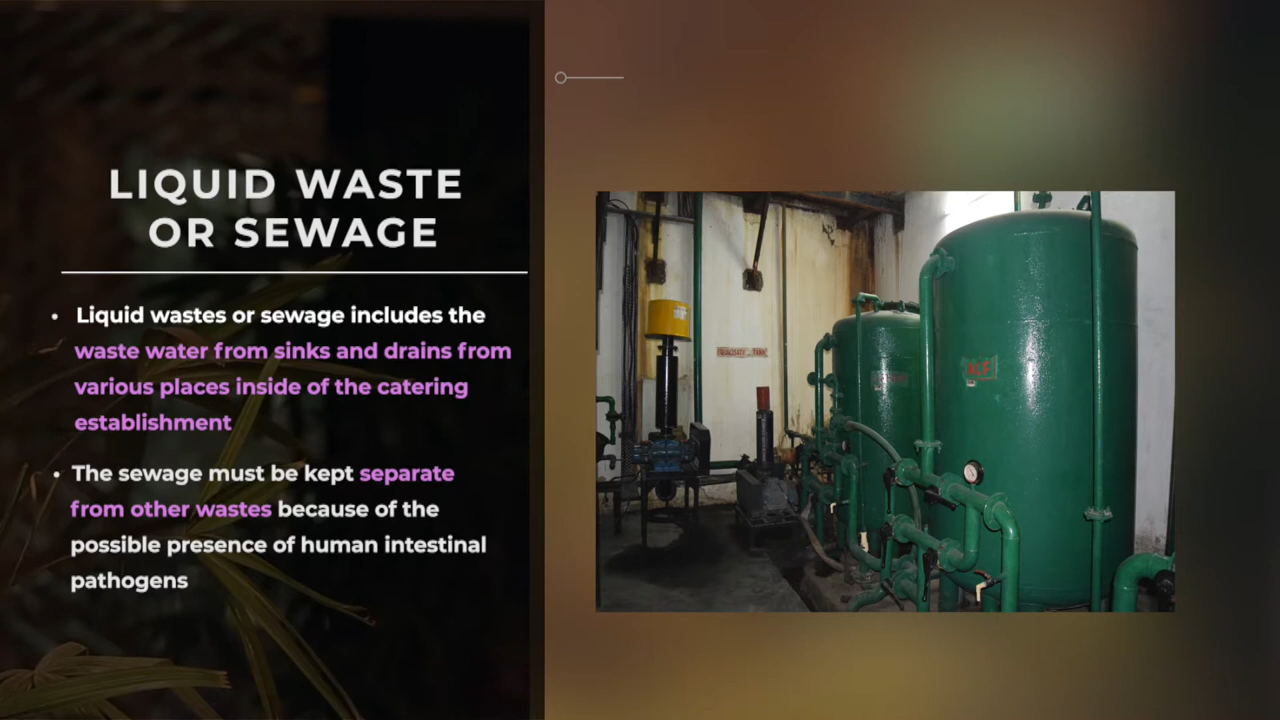 LIQUID WASTE
OR SEWAGE
• Liquid wastes or sewage includes the
waste water from sinks and drains from
various places inside of the catering
establishment
• The sewage must be kept separate
from other wastes because of the
possible presence of human intestinal
pathogens